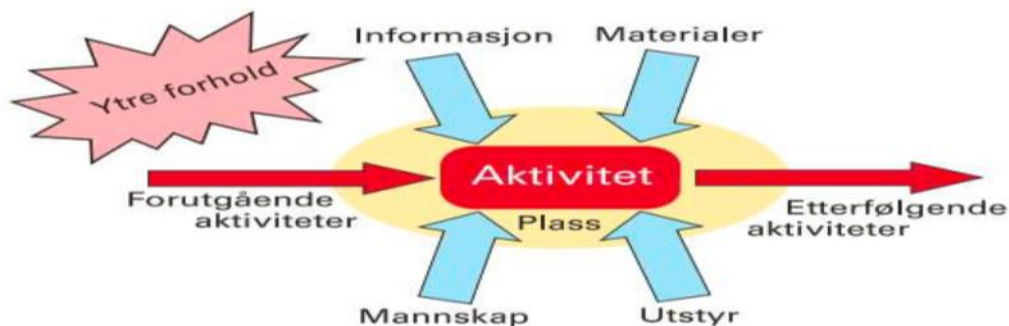 Informasjon
Materialer
Ytre forhold
Aktivitet
Forutgående
aktiviteter
Plass
Etterfølgende
aktiviteter
Mannskap
Utstyr